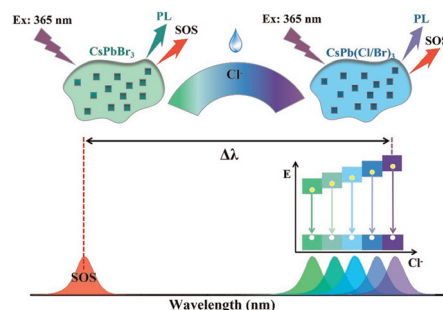 Ex: 365 nm
PL
SOS
CsPbBr3
Cl-
Ex: 365 nm
PL
SOS
CsPb(Cl/Br)3
Δλ
E
Cl-
SOS
Wavelength (nm)